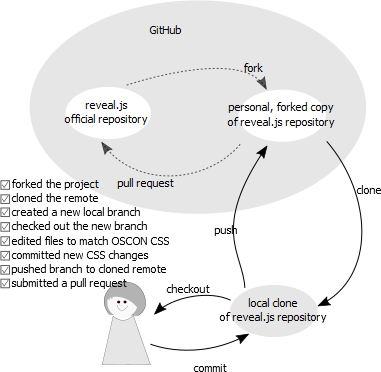 GitHub
fork
reveal.js
official repository
personal, forked copy
of reveal.js repository
pull request
clone
forked the project
cloned the remote
created a new local branch
checked out the new branch
edited files to match OSCON CSS
committed new CSS changes
pushed branch to cloned remote
submitted a pull request
push
checkout
local clone
of reveal.js repository
commit